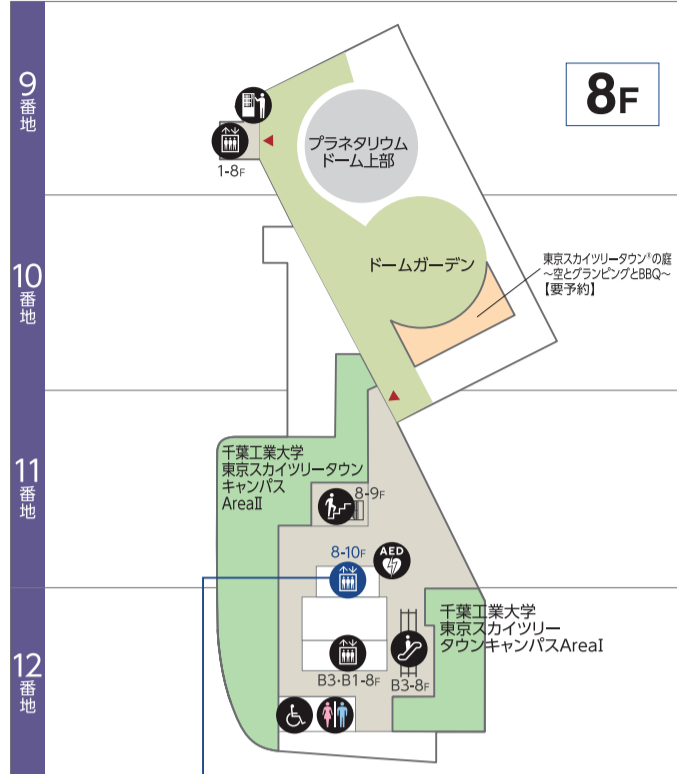 8F
9
番地
1-8F
プラネタリウム
ドーム上部
10
番地
ドームガーデン
東京スカイツリータウン®の庭
～空とグランピングとBBQ～
【要予約】
11
番地
千葉工業大学
東京スカイツリータウン
キャンパス
AreaⅡ
8-9F
8-10F
AED
12
番地
千葉工業大学
東京スカイツリー
タウンキャンパスAreaⅠ
B3・B1-8F
B3-8F